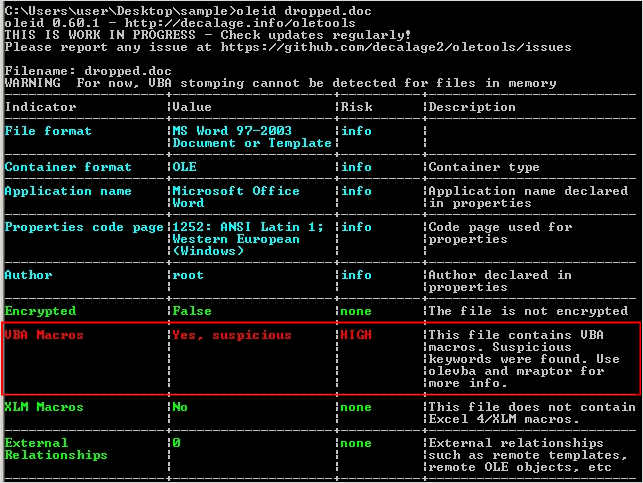 C:\Users\user\Desktop\sample>oleid dropped.doc
oleid 0.60.1 - http://decalage.info/oletools
THIS IS WORK IN PROGRESS - Check updates regularly!
Please report any issue at https://github.com/decalage2/oletools/issues
Filename: dropped.doc
WARNING  For now, VBA stomping cannot be detected for files in memory
Indicator |Value |Risk |Description
File format |MS Word 97-2003 |info |
|Document or Template| |
Container format |OLE |info |Container type
Application name |Microsoft Office |info |Application name declared
|Word | |in properties
Properties code page|1252: ANSI Latin 1; |info |Code page used for
|Western European | |properties
|(Windows) | |
Author |root |info |Author declared in
| | |properties
Encrypted |False |none |The file is not encrypted
VBA Macros |Yes, suspicious |HIGH |This file contains VBA
| | |macros. Suspicious
| | |keywords were found. Use
| | |olevba and mraptor for
| | |more info.
XLM Macros |No |none |This file does not contain
| | |Excel 4/XLM macros.
External |0 |none |External relationships
Relationships | | |such as remote templates,
| | |remote OLE objects, etc